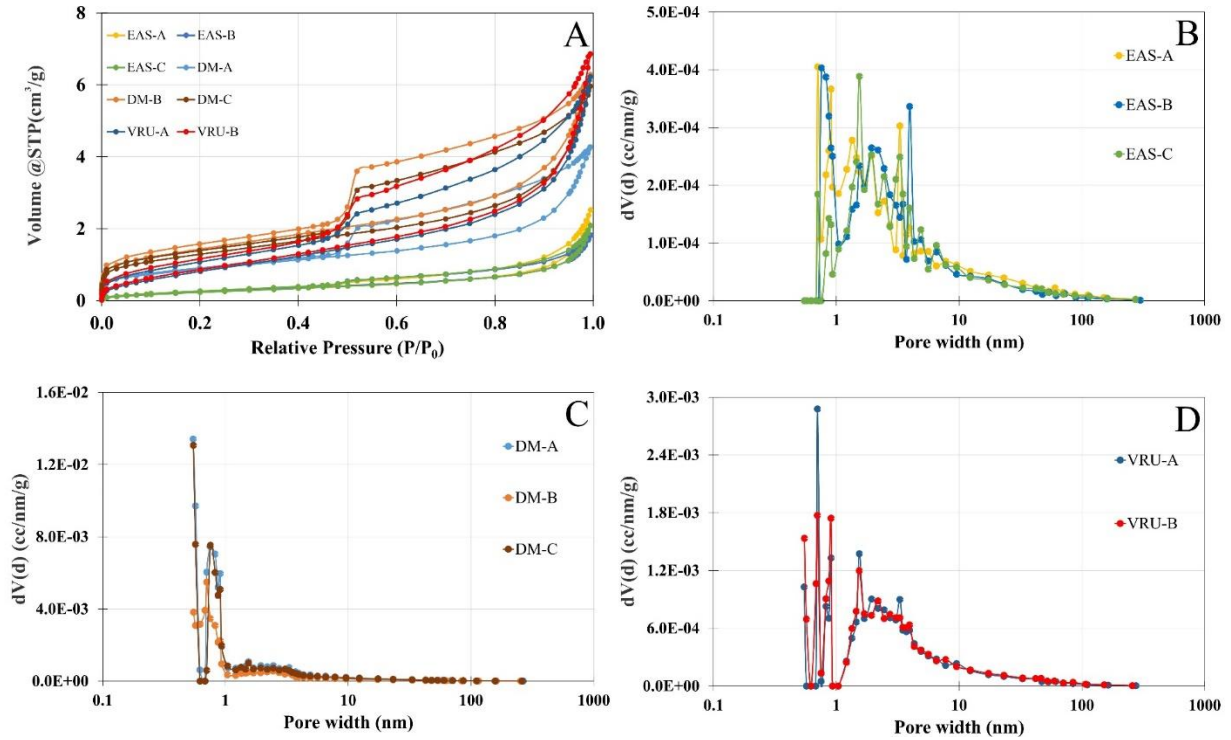 A
Volume @STP(cm³/g)
8
6
4
2
0
EAS-A EAS-B
EAS-C DM-A
DM-B DM-C
VRU-A VRU-B
0.0 0.2 0.4 0.6 0.8 1.0
Relative Pressure (P/P₀)
B
dV(d) (cc/nm/g)
5.0E-04
4.0E-04
3.0E-04
2.0E-04
1.0E-04
0.0E+00
EAS-A
EAS-B
EAS-C
0.1 1 10 100 1000
Pore width (nm)
C
dV(d) (cc/nm/g)
1.6E-02
1.2E-02
8.0E-03
4.0E-03
0.0E+00
DM-A
DM-B
DM-C
0.1 1 10 100 1000
Pore width (nm)
D
dV(d) (cc/nm/g)
3.0E-03
2.4E-03
1.8E-03
1.2E-03
6.0E-04
0.0E+00
VRU-A
VRU-B
0.1 1 10 100 1000
Pore width (nm)